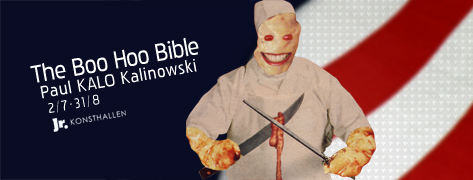 The Boo Hoo Bible
Paul KALO Kalinowski
2/7-31/8
Jr. KONSTHALLEN